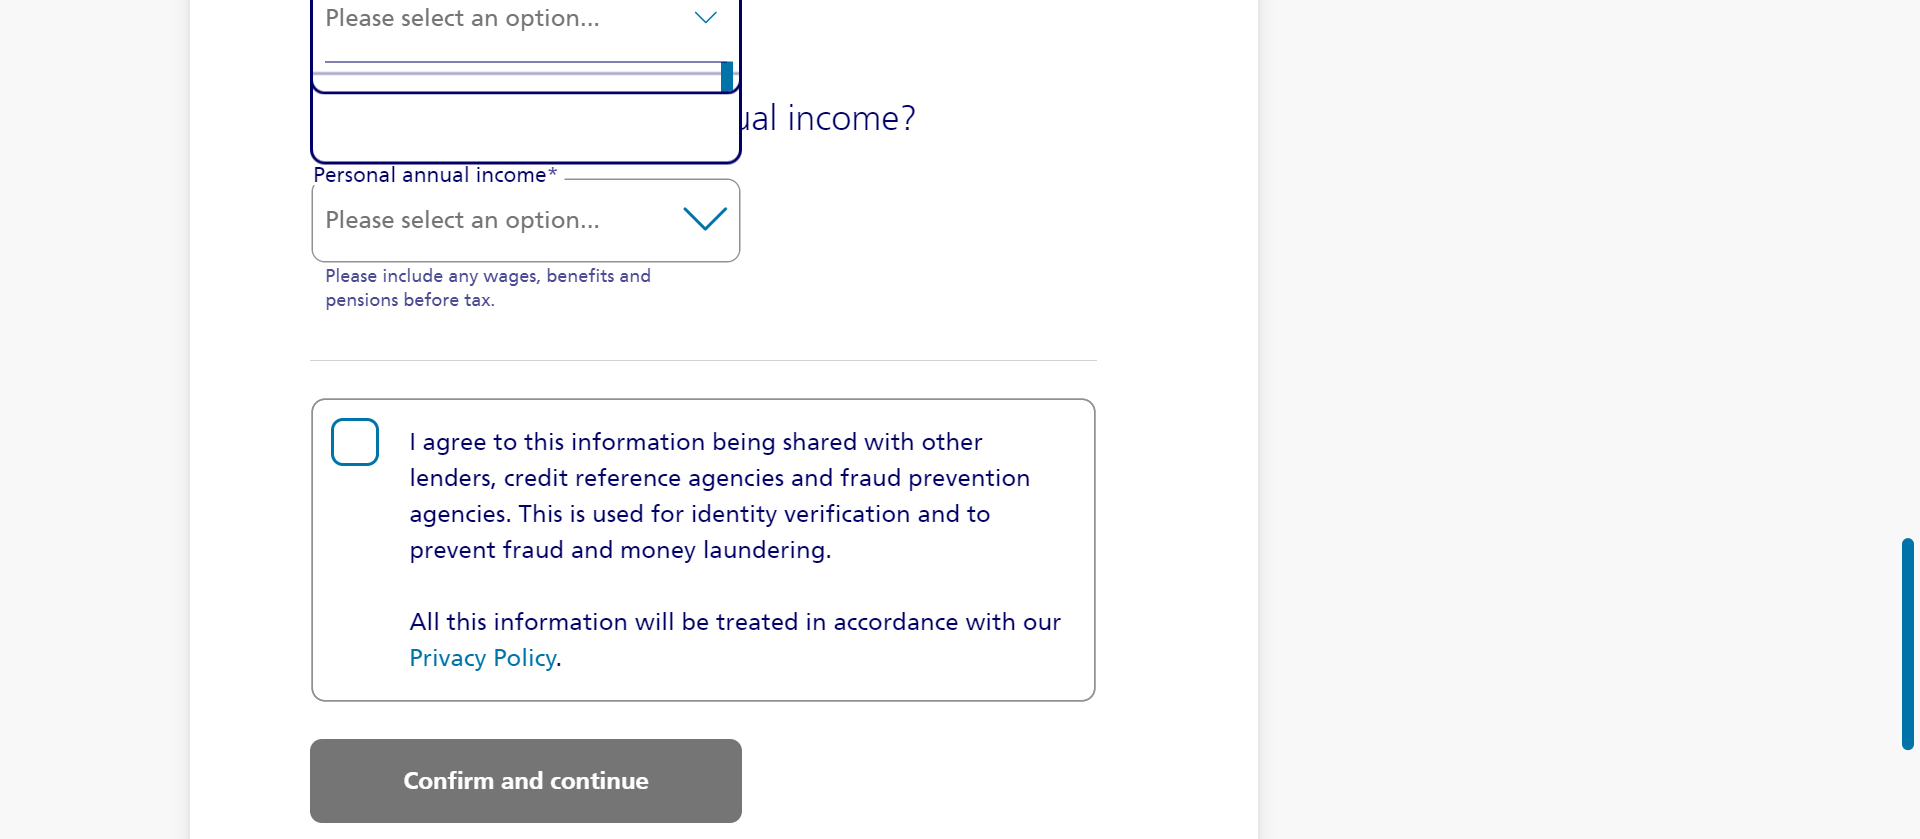 Please select an option...
ual income?
Personal annual income*
Please select an option...
Please include any wages, benefits and
pensions before tax.
I agree to this information being shared with other
lenders, credit reference agencies and fraud prevention
agencies. This is used for identity verification and to
prevent fraud and money laundering.
All this information will be treated in accordance with our
Privacy Policy.
Confirm and continue